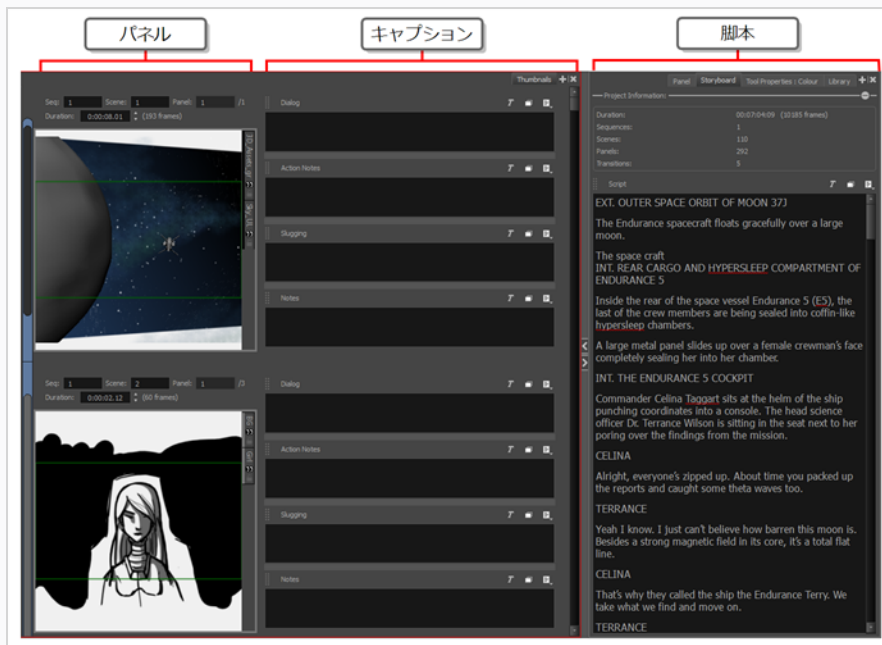 パネル
キャプション
脚本
Thumbnails
Seq: 1 Scene: 1 Panel: 1 /1
Duration: 0:00:08.01 (193 frames)
Dialog
Action Notes
Slugging
Notes
Seq: 1 Scene: 2 Panel: 1 /3
Duration: 0:00:02.12 (60 frames)
Dialog
Action Notes
Slugging
Notes
Panel Storyboard Tool Properties : Colour Library
Project Information:
Duration: 00:07:04:09 (10185 frames)
Sequences: 1
Scenes: 110
Panels: 292
Transitions: 5
Script
EXT. OUTER SPACE ORBIT OF MOON 37J
The Endurance spacecraft floats gracefully over a large
moon.
The space craft
INT. REAR CARGO AND HYPERSLEEP COMPARTMENT OF
ENDURANCE 5
Inside the rear of the space vessel Endurance 5 (E5), the
last of the crew members are being sealed into coffin-like
hypersleep chambers.
A large metal panel slides up over a female crewman's face
completely sealing her into her chamber.
INT. THE ENDURANCE 5 COCKPIT
Commander Celina Taggart sits at the helm of the ship
punching coordinates into a console. The head science
officer Dr. Terrance Wilson is sitting in the seat next to her
poring over the findings from the mission.
CELINA
Alright, everyone's zipped up. About time you packed up
the reports and caught some theta waves too.
TERRANCE
Yeah I know. I just can't believe how barren this moon is.
Besides a strong magnetic field in its core, it's a total flat
line.
CELINA
That's why they called the ship the Endurance Terry. We
take what we find and move on.
TERRANCE